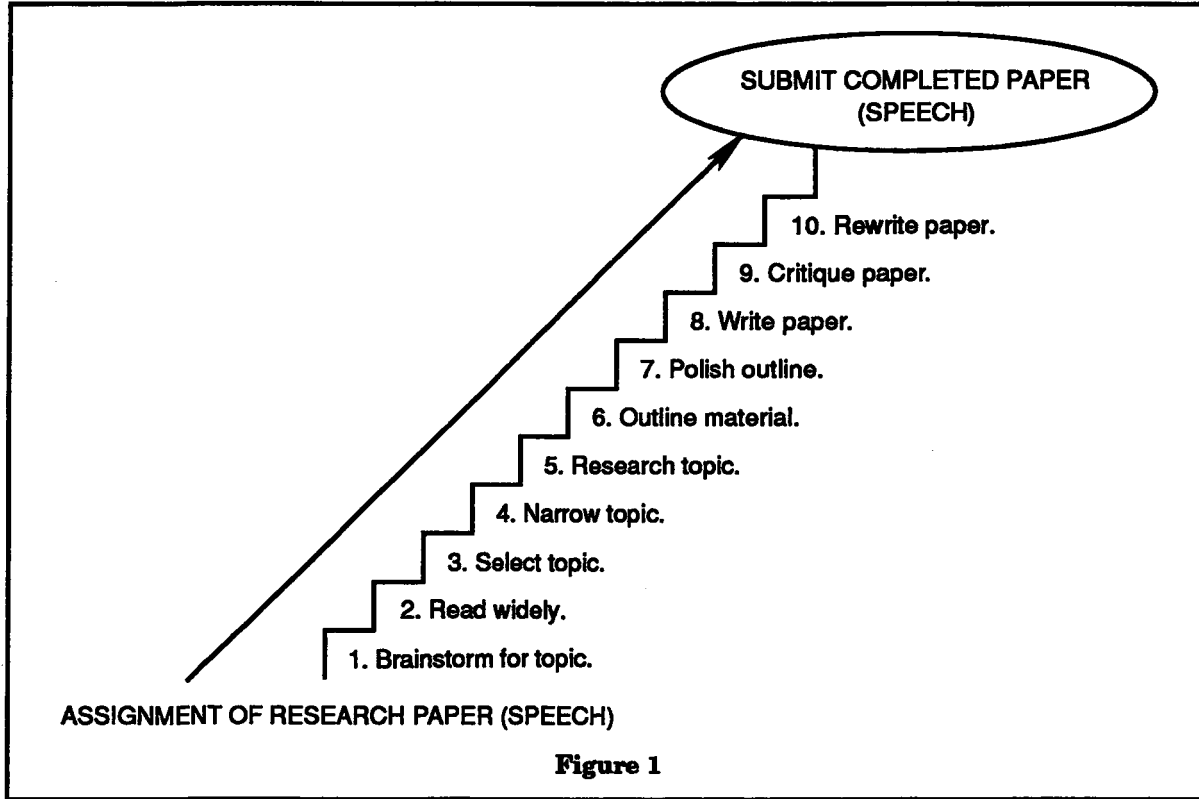 SUBMIT COMPLETED PAPER
(SPEECH)
10. Rewrite paper.
9. Critique paper.
8. Write paper.
7. Polish outline.
6. Outline material.
5. Research topic.
4. Narrow topic.
3. Select topic.
2. Read widely.
1. Brainstorm for topic.
ASSIGNMENT OF RESEARCH PAPER (SPEECH)
Figure 1